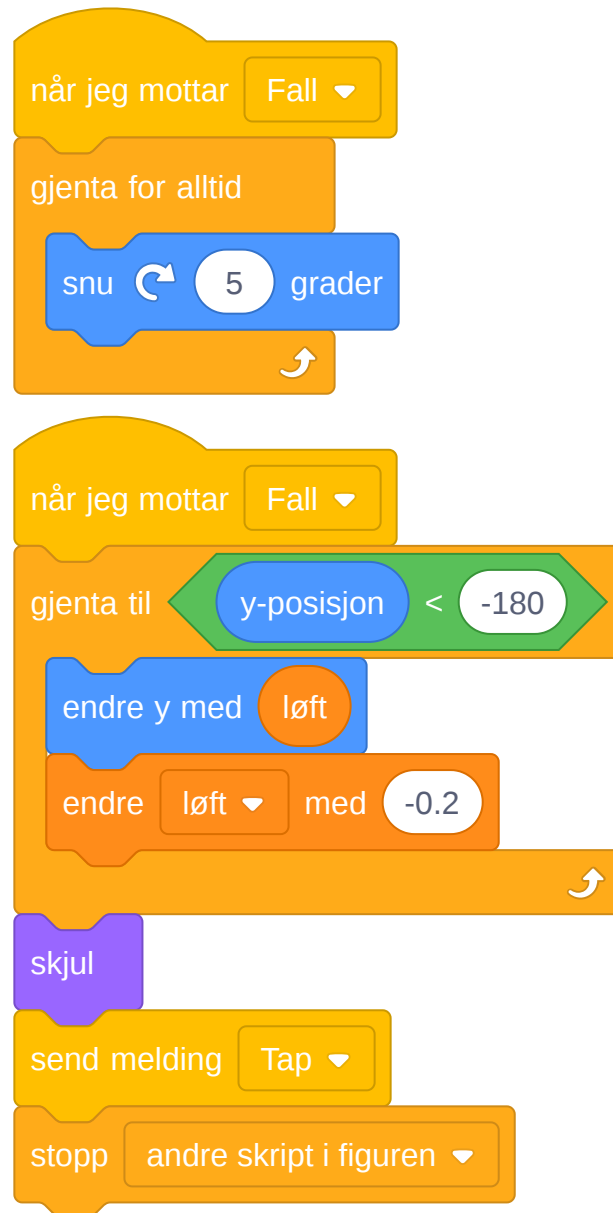 når jeg mottar Fall
gjenta for alltid
snu 5 grader
når jeg mottar Fall
gjenta til y-posisjon < -180
endre y med løft
endre løft med -0.2
skjul
send melding Tap
stopp andre skript i figuren